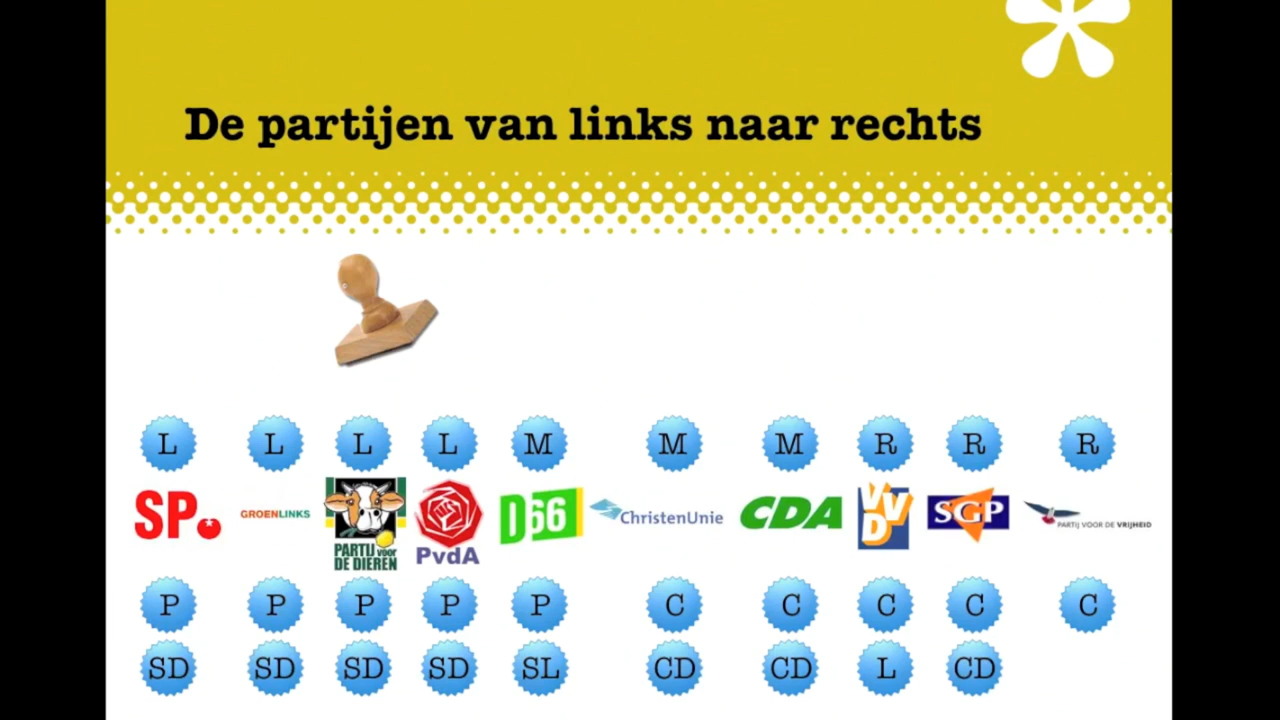 De partijen van links naar rechts
L L L L M M M R R R
SP. GROENLINKS PARTIJ voor DE DIEREN PvdA D66 ChristenUnie CDA VVD SGP PARTIJ VOOR DE VRIJHEID
P P P P P C C C C C
SD SD SD SD SL CD CD L CD